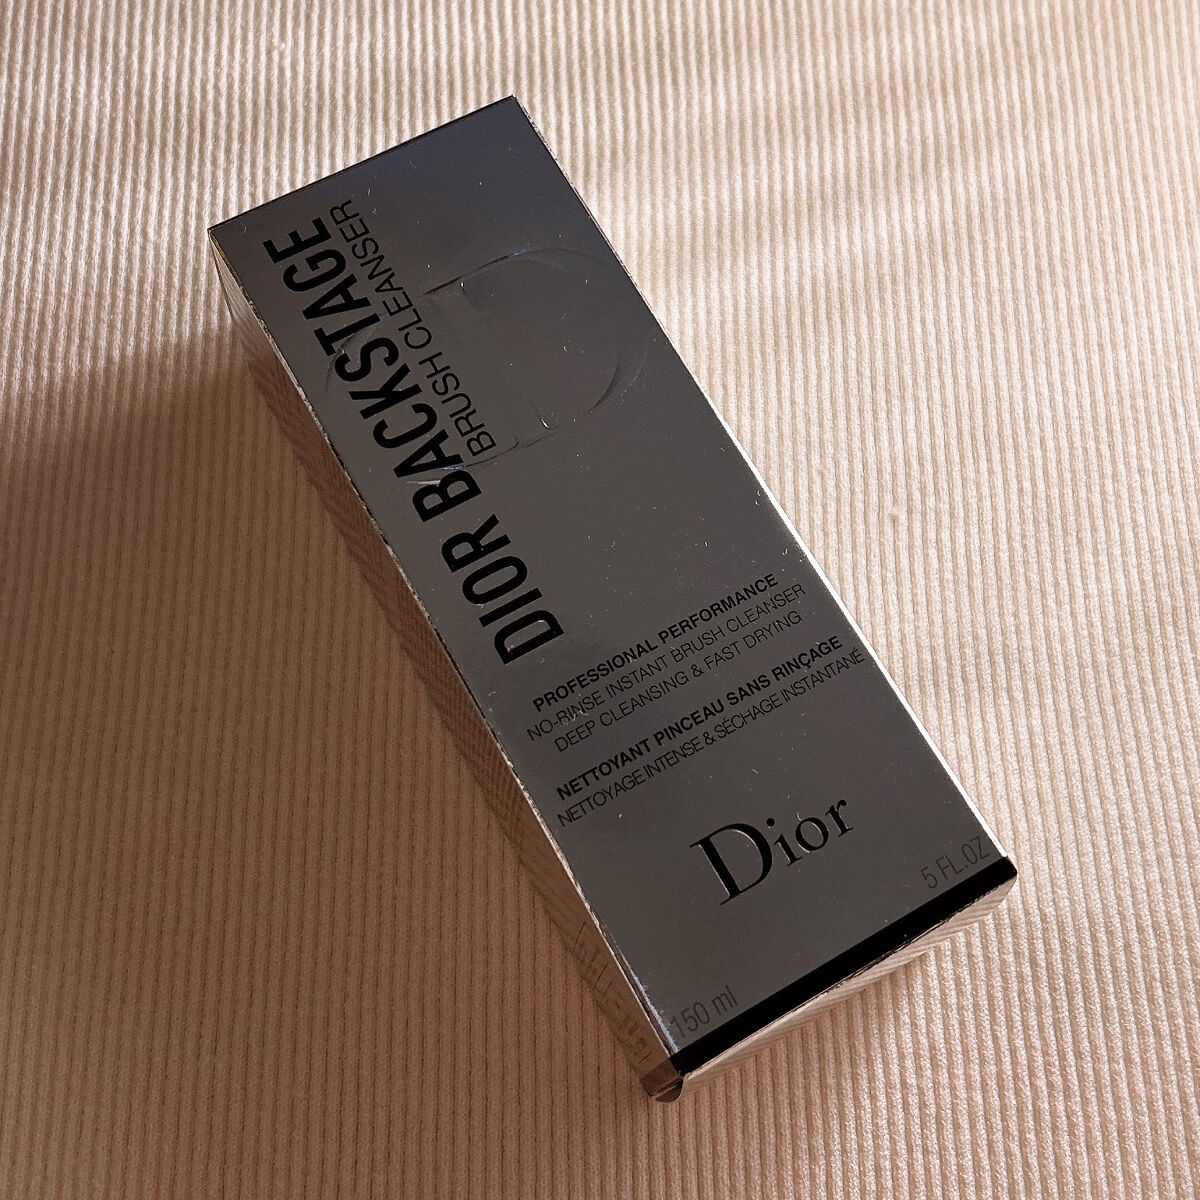 DIOR BACKSTAGE
BRUSH CLEANSER
PROFESSIONAL PERFORMANCE
NO-RINSE INSTANT BRUSH CLEANSER
DEEP CLEANSING & FAST DRYING
NETTOYANT PINCEAU SANS RINÇAGE
NETTOYAGE INTENSE & SÉCHAGE INSTANTANÉ
Dior
150 ml
5 FL.OZ